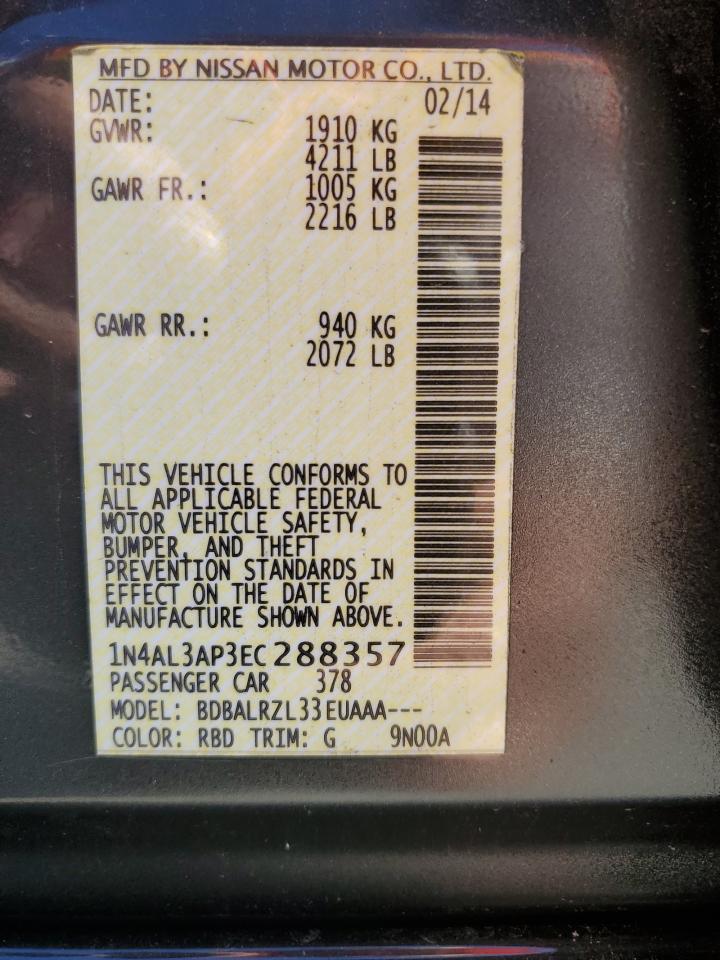 MFD BY NISSAN MOTOR CO., LTD.
DATE: 02/14
GVWR: 1910 KG
4211 LB
GAWR FR.: 1005 KG
2216 LB
GAWR RR.: 940 KG
2072 LB
THIS VEHICLE CONFORMS TO
ALL APPLICABLE FEDERAL
MOTOR VEHICLE SAFETY,
BUMPER, AND THEFT
PREVENTION STANDARDS IN
EFFECT ON THE DATE OF
MANUFACTURE SHOWN ABOVE.
1N4AL3AP3EC288357
PASSENGER CAR 378
MODEL: BDBALRZL33EUAAA---
COLOR: RBD TRIM: G 9N00A